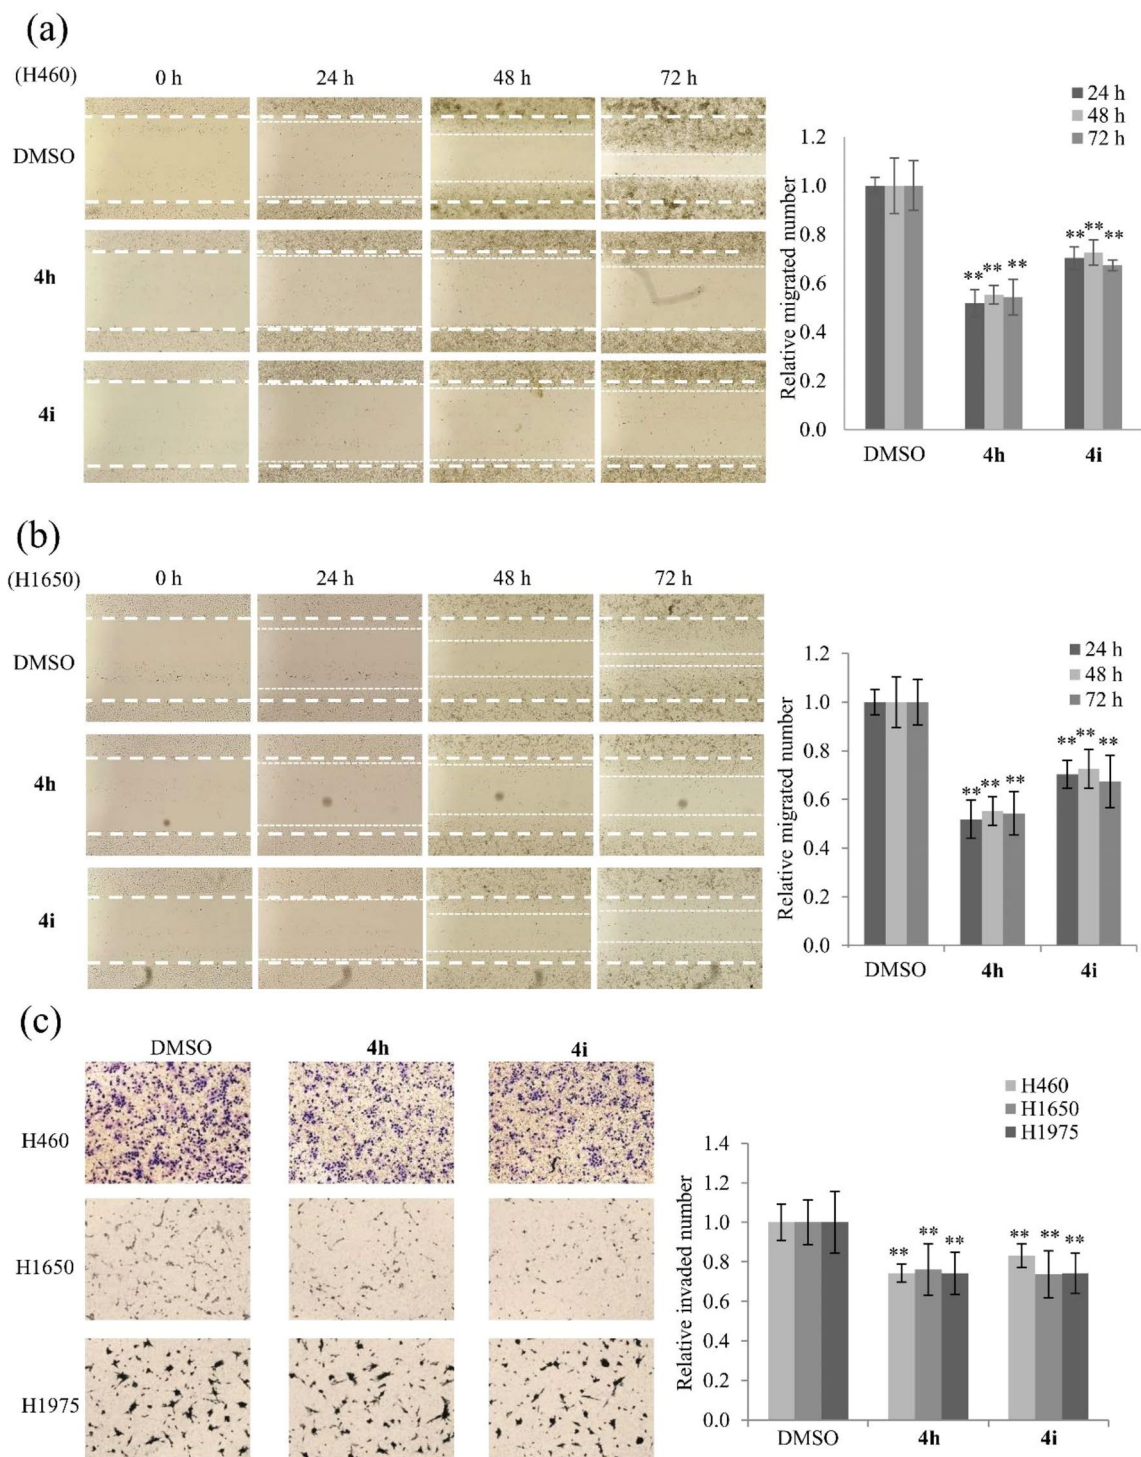 (a)
(H460) 0 h 24 h 48 h 72 h
DMSO
4h
4i
24 h
48 h
72 h
Relative migrated number
1.2
1.0
0.8
0.6
0.4
0.2
0.0
** ** **
** ** **
DMSO 4h 4i
(b)
(H1650) 0 h 24 h 48 h 72 h
DMSO
4h
4i
24 h
48 h
72 h
Relative migrated number
1.2
1.0
0.8
0.6
0.4
0.2
0.0
** ** **
** ** **
DMSO 4h 4i
(c)
DMSO 4h 4i
H460
H1650
H1975
H460
H1650
H1975
Relative invaded number
1.4
1.2
1.0
0.8
0.6
0.4
0.2
0.0
** ** **
** ** **
DMSO 4h 4i